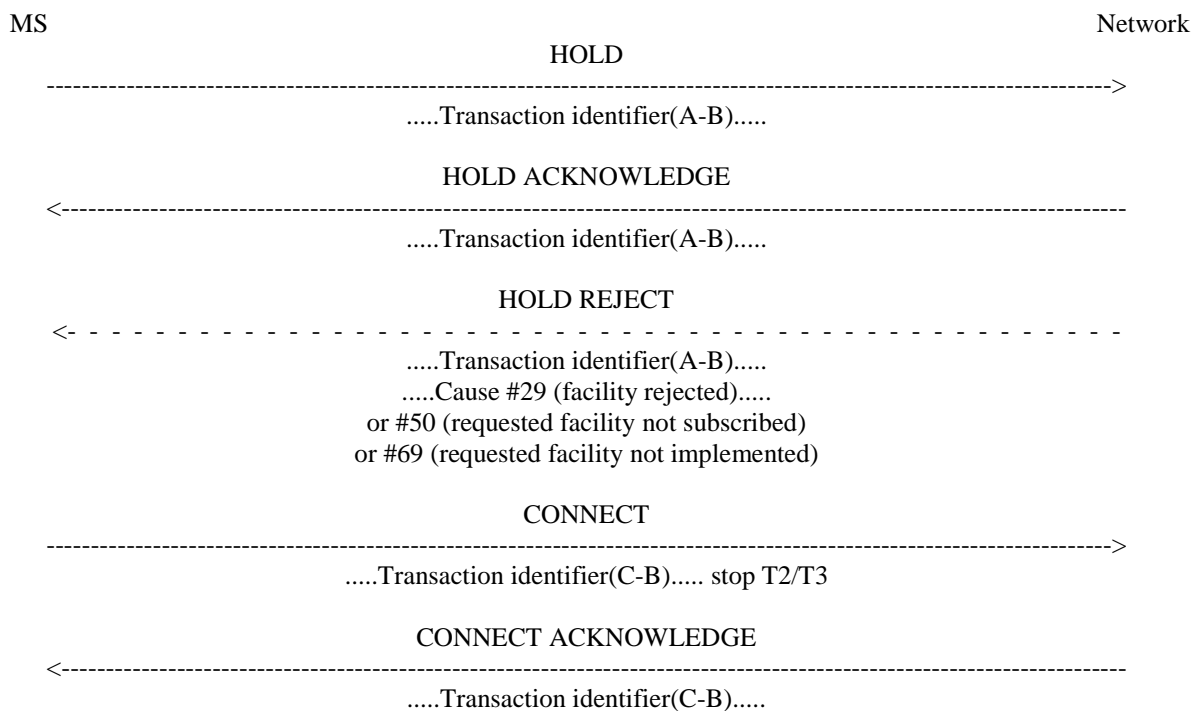 MS Network
HOLD
------------------------------------------------------------------------------------------------------------------------>
.....Transaction identifier(A-B).....
HOLD ACKNOWLEDGE
<------------------------------------------------------------------------------------------------------------------------
.....Transaction identifier(A-B).....
HOLD REJECT
<- - - - - - - - - - - - - - - - - - - - - - - - - - - - - - - - - - - - - - - - - - - - - - - -
.....Transaction identifier(A-B).....
.....Cause #29 (facility rejected).....
or #50 (requested facility not subscribed)
or #69 (requested facility not implemented)
CONNECT
------------------------------------------------------------------------------------------------------------------------>
.....Transaction identifier(C-B)..... stop T2/T3
CONNECT ACKNOWLEDGE
<------------------------------------------------------------------------------------------------------------------------
.....Transaction identifier(C-B).....